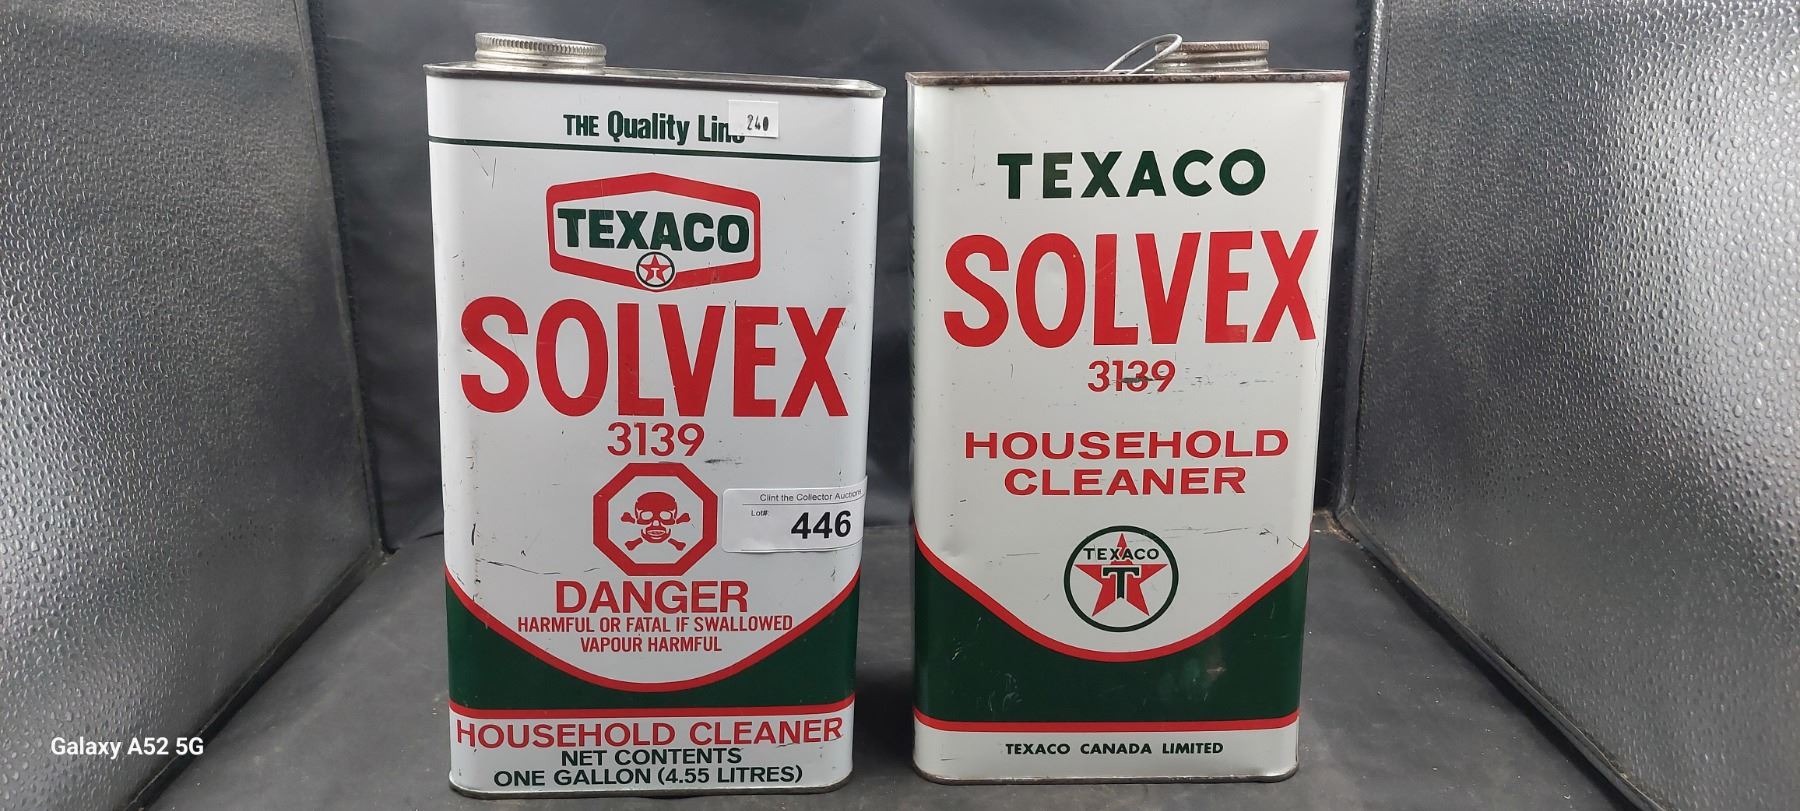 THE Quality Line
240
TEXACO
T
SOLVEX
3139
Clint the Collector Auctions
Lot#:
446
DANGER
HARMFUL OR FATAL IF SWALLOWED
VAPOUR HARMFUL
HOUSEHOLD CLEANER
NET CONTENTS
ONE GALLON (4.55 LITRES)
TEXACO
SOLVEX
3139
HOUSEHOLD
CLEANER
TEXACO
T
TEXACO CANADA LIMITED
Galaxy A52 5G